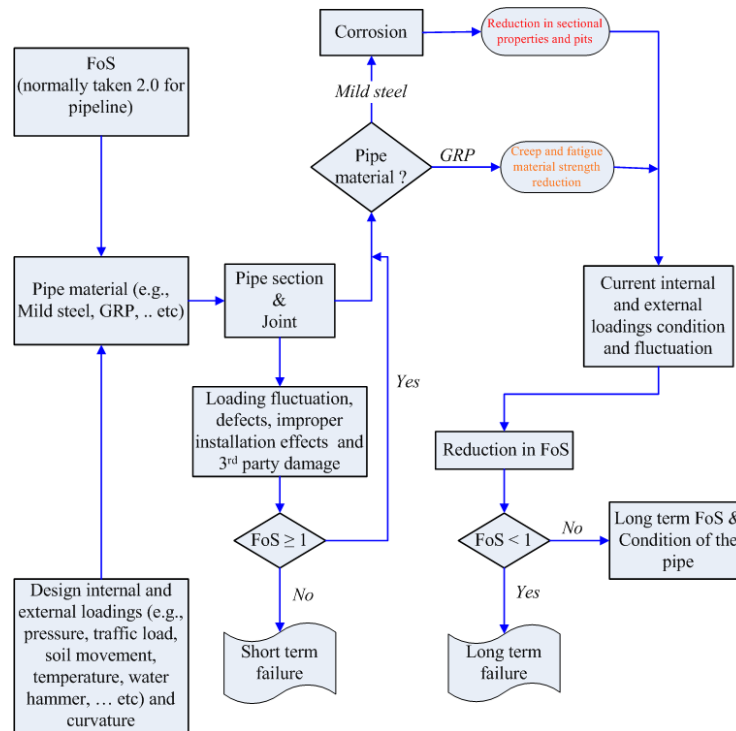 FoS
(normally taken 2.0 for
pipeline)
Corrosion
Reduction in sectional
properties and pits
Mild steel
Pipe
material ?
GRP
Creep and fatigue
material strength
reduction
Pipe material (e.g.,
Mild steel, GRP, .. etc)
Pipe section
&
Joint
Current internal
and external
loadings condition
and fluctuation
Yes
Loading fluctuation,
defects, improper
installation effects and
3rd party damage
Reduction in FoS
FoS ≥ 1
FoS < 1
No
Long term FoS &
Condition of the
pipe
No
Yes
Design internal and
external loadings (e.g.,
pressure, traffic load,
soil movement,
temperature, water
hammer, … etc) and
curvature
Short term
failure
Long term
failure